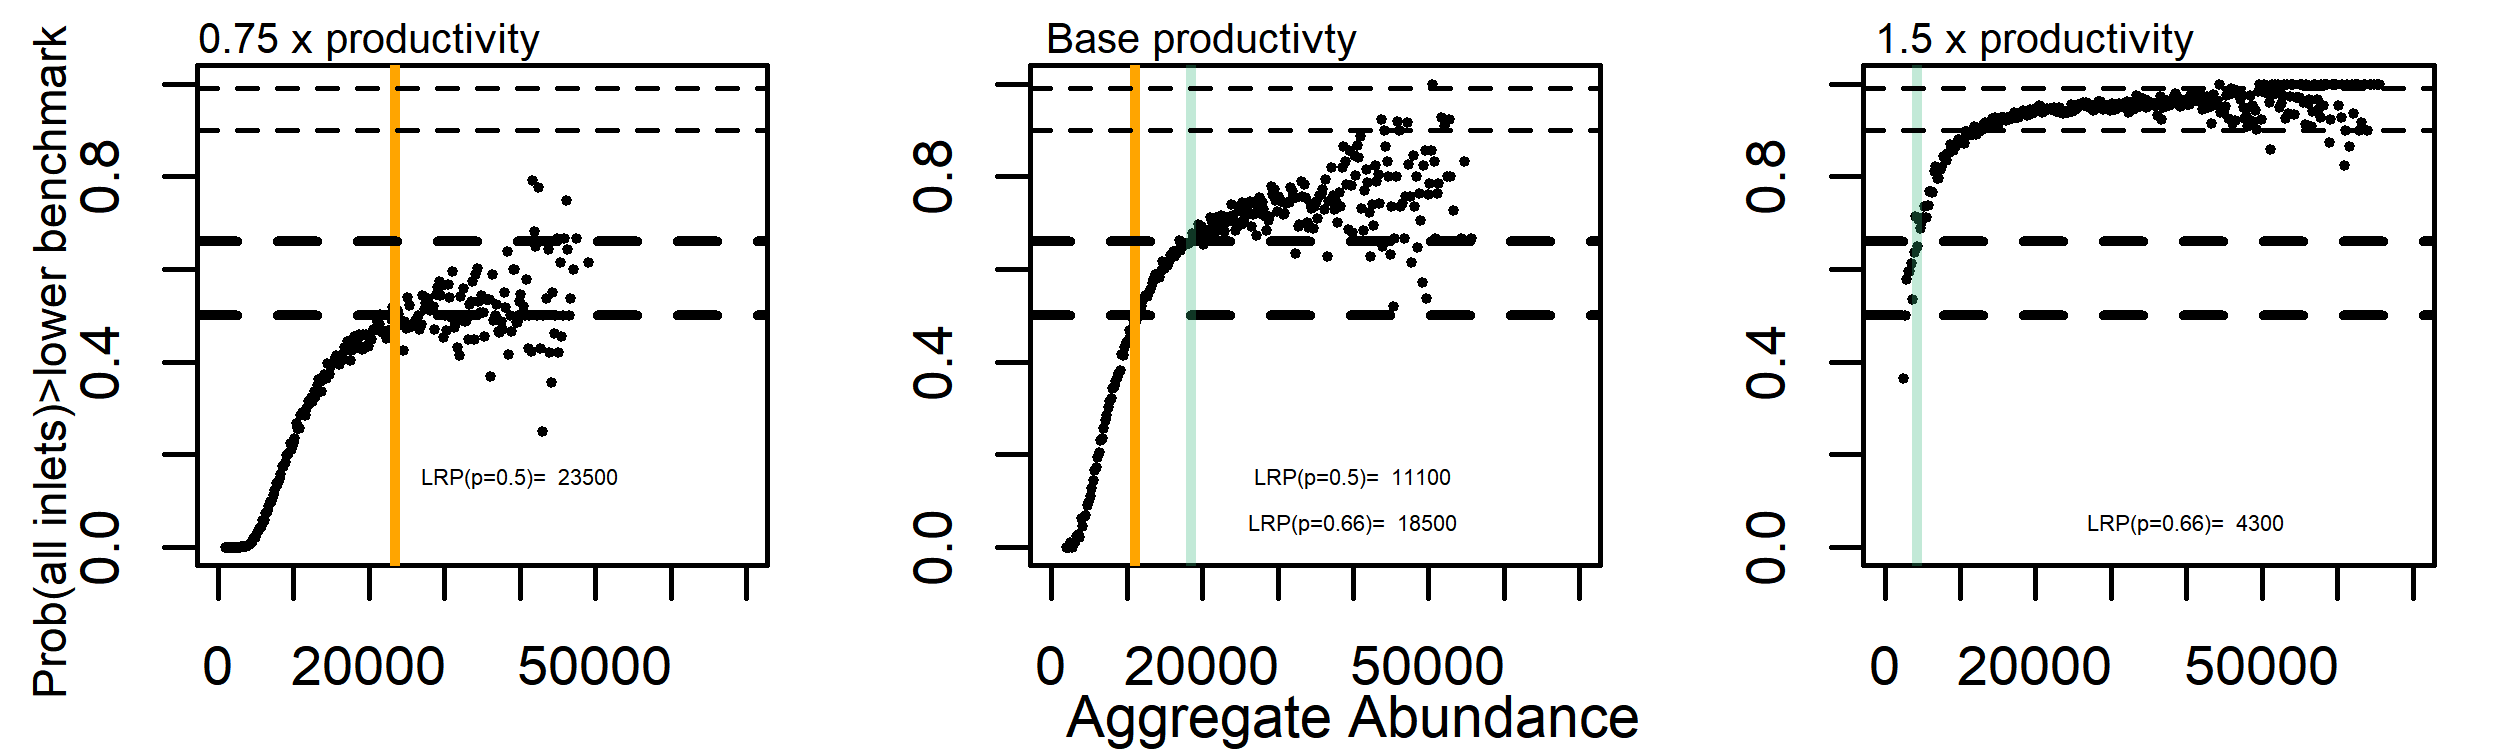 Prob(all inlets)>lower benchmark
0.75 x productivity
0.8
0.4
0.0
LRP(p=0.5)= 23500
0 20000 50000
Base productivty
0.8
0.4
0.0
LRP(p=0.5)= 11100
LRP(p=0.66)= 18500
0 20000 50000
1.5 x productivity
0.8
0.4
0.0
LRP(p=0.66)= 4300
0 20000 50000
Aggregate Abundance